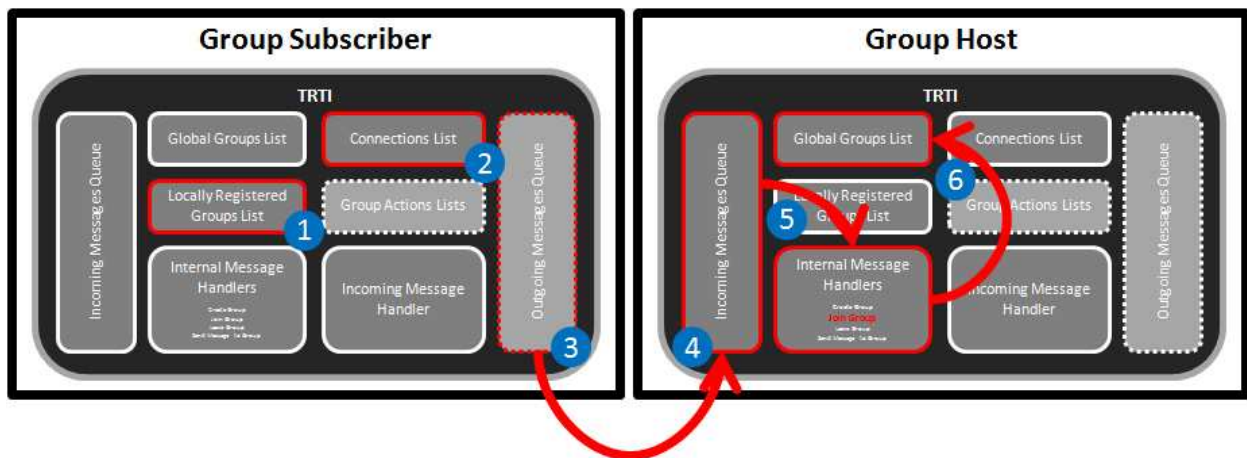 Group Subscriber
TRTI
Incoming Messages Queue
Global Groups List
Connections List
2
Locally Registered
Groups List
1
Group Actions Lists
Internal Message
Handlers
Create Group
Join Group
Leave Group
Send Message to Group
Incoming Message
Handler
Outgoing Messages Queue
3
Group Host
TRTI
Incoming Messages Queue
4
Global Groups List
Connections List
6
Locally Registered
Groups List
5
Group Actions Lists
Internal Message
Handlers
Create Group
Join Group
Leave Group
Send Message to Group
Incoming Message
Handler
Outgoing Messages Queue